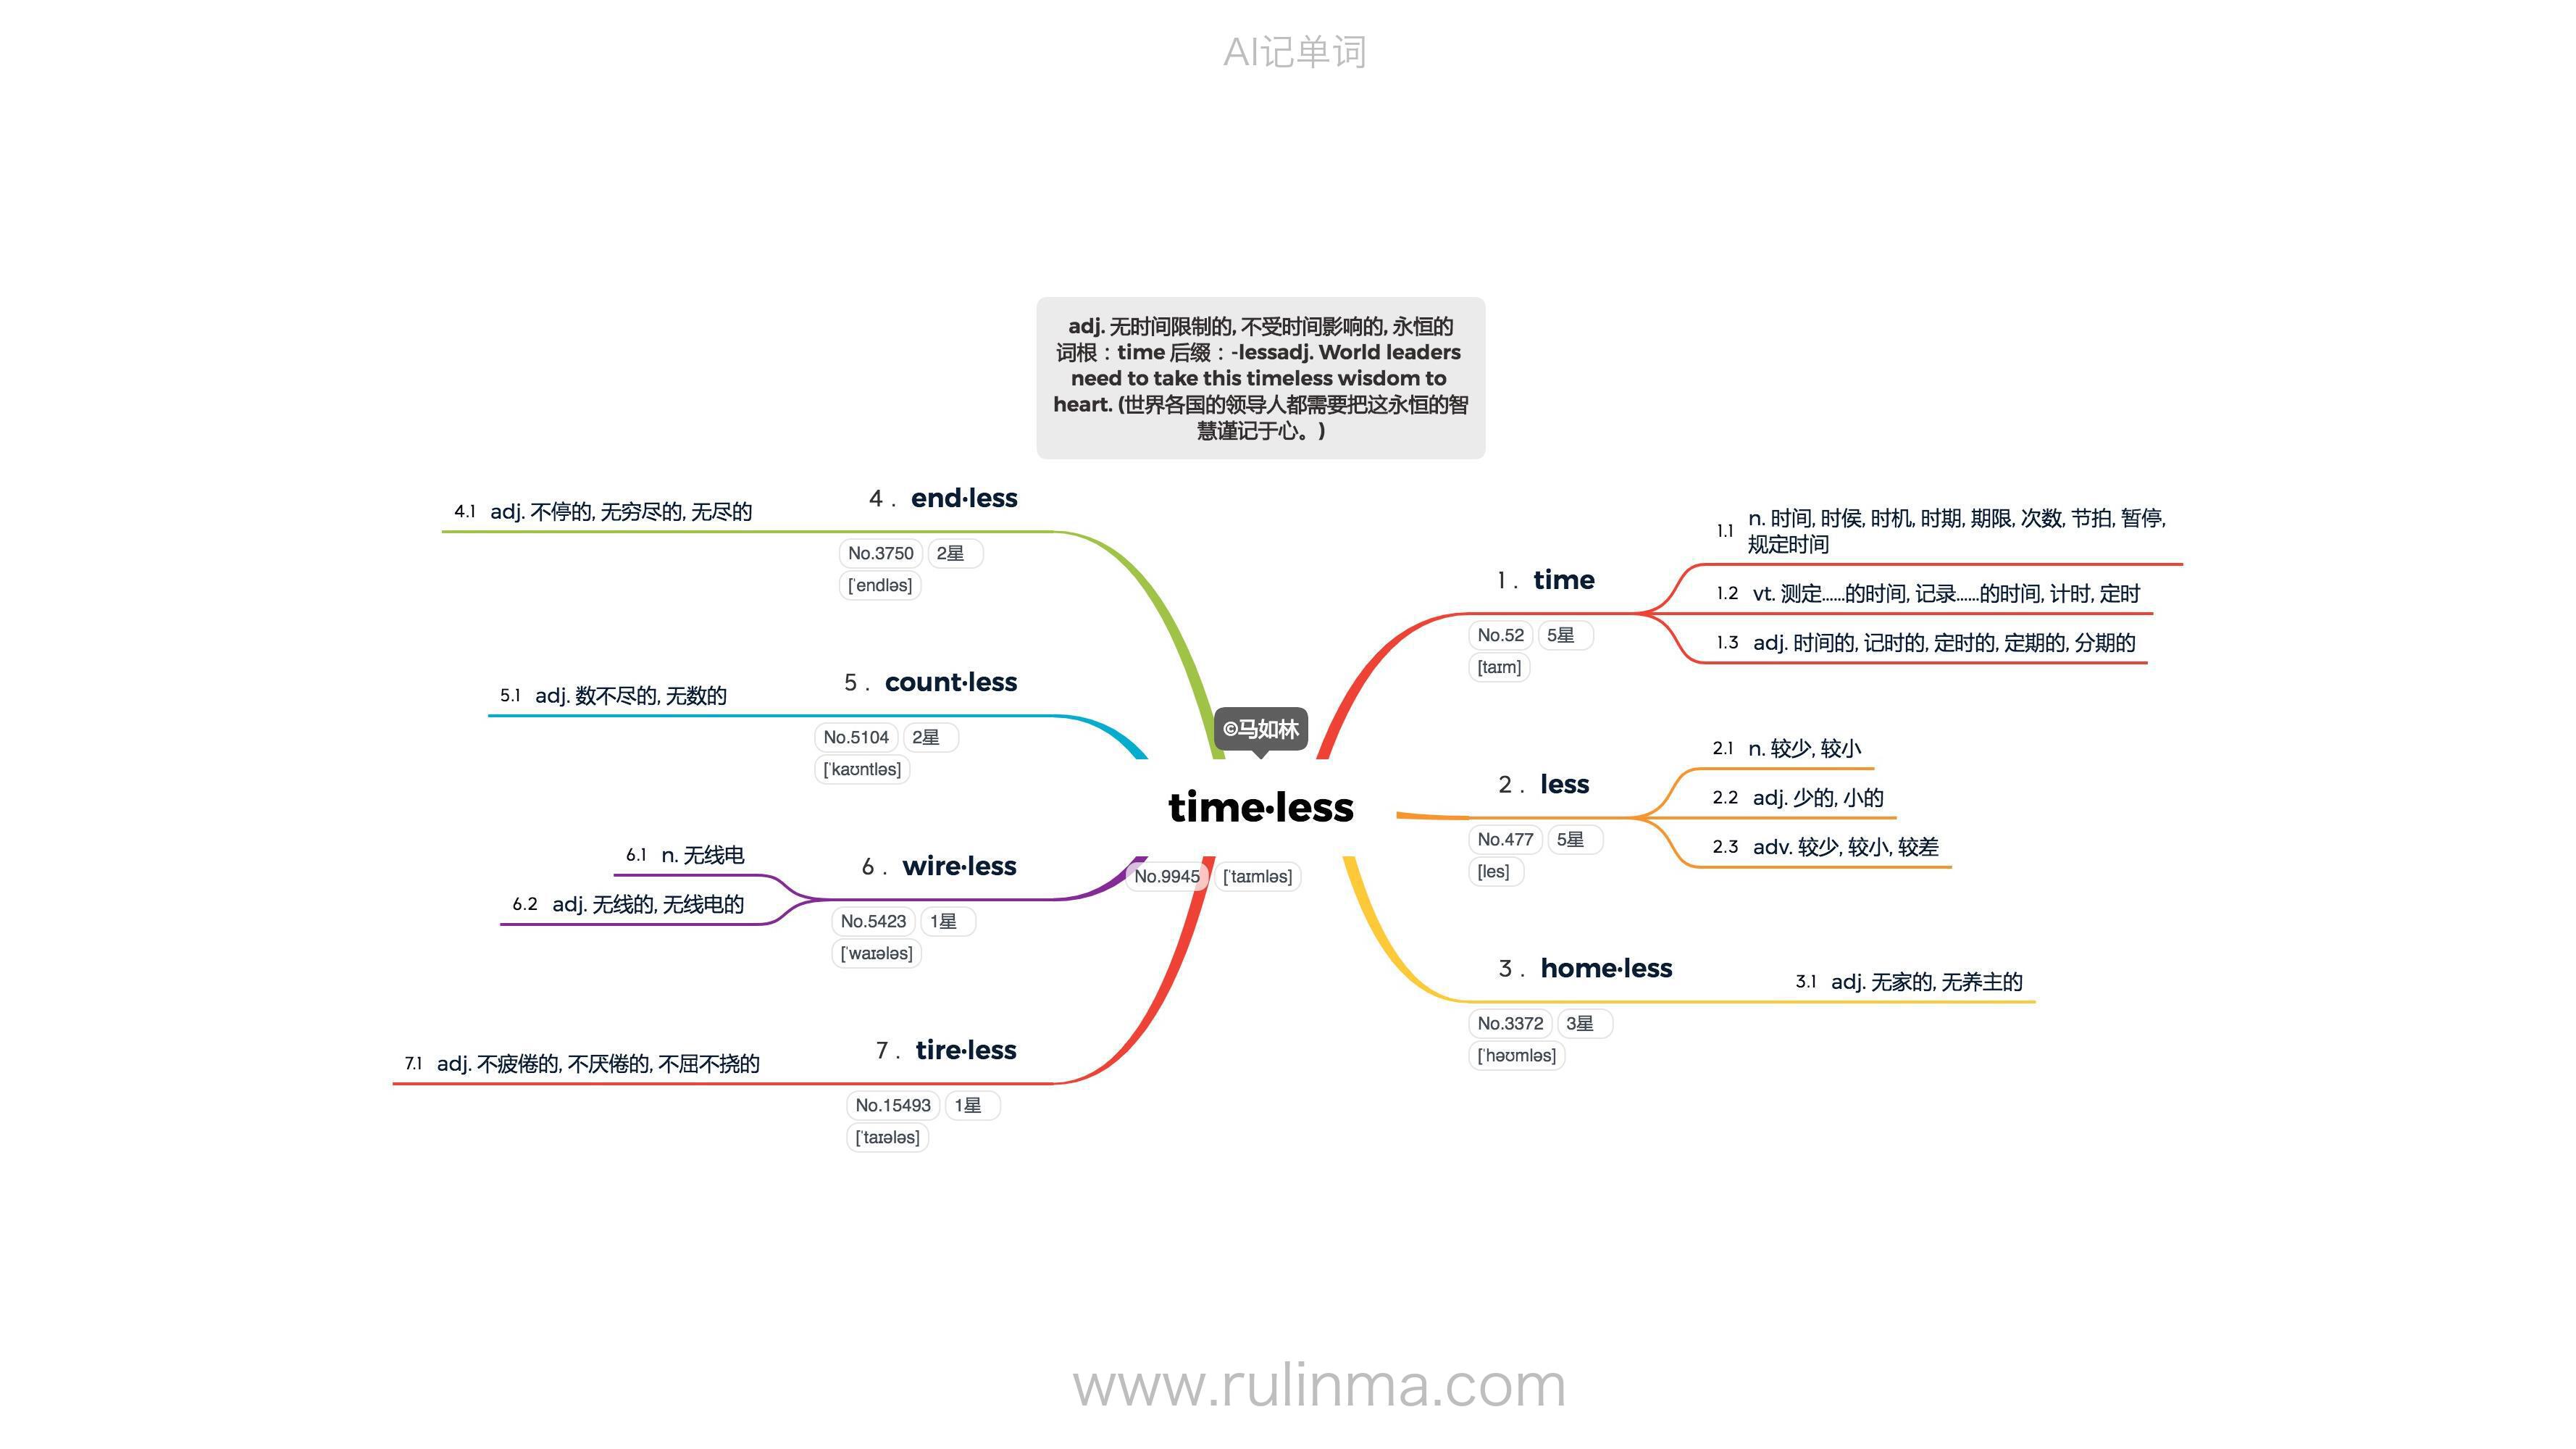 AI记单词
adj. 无时间限制的, 不受时间影响的, 永恒的
词根：time 后缀：-lessadj. World leaders
need to take this timeless wisdom to
heart. (世界各国的领导人都需要把这永恒的智
慧谨记于心。)
©马如林
time·less
No.9945 [ˈtaɪmləs]
1 . time
No.52 5星
[taɪm]
1.1 n. 时间, 时侯, 时机, 时期, 期限, 次数, 节拍, 暂停,
规定时间
1.2 vt. 测定……的时间, 记录……的时间, 计时, 定时
1.3 adj. 时间的, 记时的, 定时的, 定期的, 分期的
2 . less
No.477 5星
[les]
2.1 n. 较少, 较小
2.2 adj. 少的, 小的
2.3 adv. 较少, 较小, 较差
3 . home·less
No.3372 3星
[ˈhəʊmləs]
3.1 adj. 无家的, 无养主的
4 . end·less
No.3750 2星
[ˈendləs]
4.1 adj. 不停的, 无穷尽的, 无尽的
5 . count·less
No.5104 2星
[ˈkaʊntləs]
5.1 adj. 数不尽的, 无数的
6 . wire·less
No.5423 1星
[ˈwaɪələs]
6.1 n. 无线电
6.2 adj. 无线的, 无线电的
7 . tire·less
No.15493 1星
[ˈtaɪələs]
7.1 adj. 不疲倦的, 不厌倦的, 不屈不挠的
www.rulinma.com